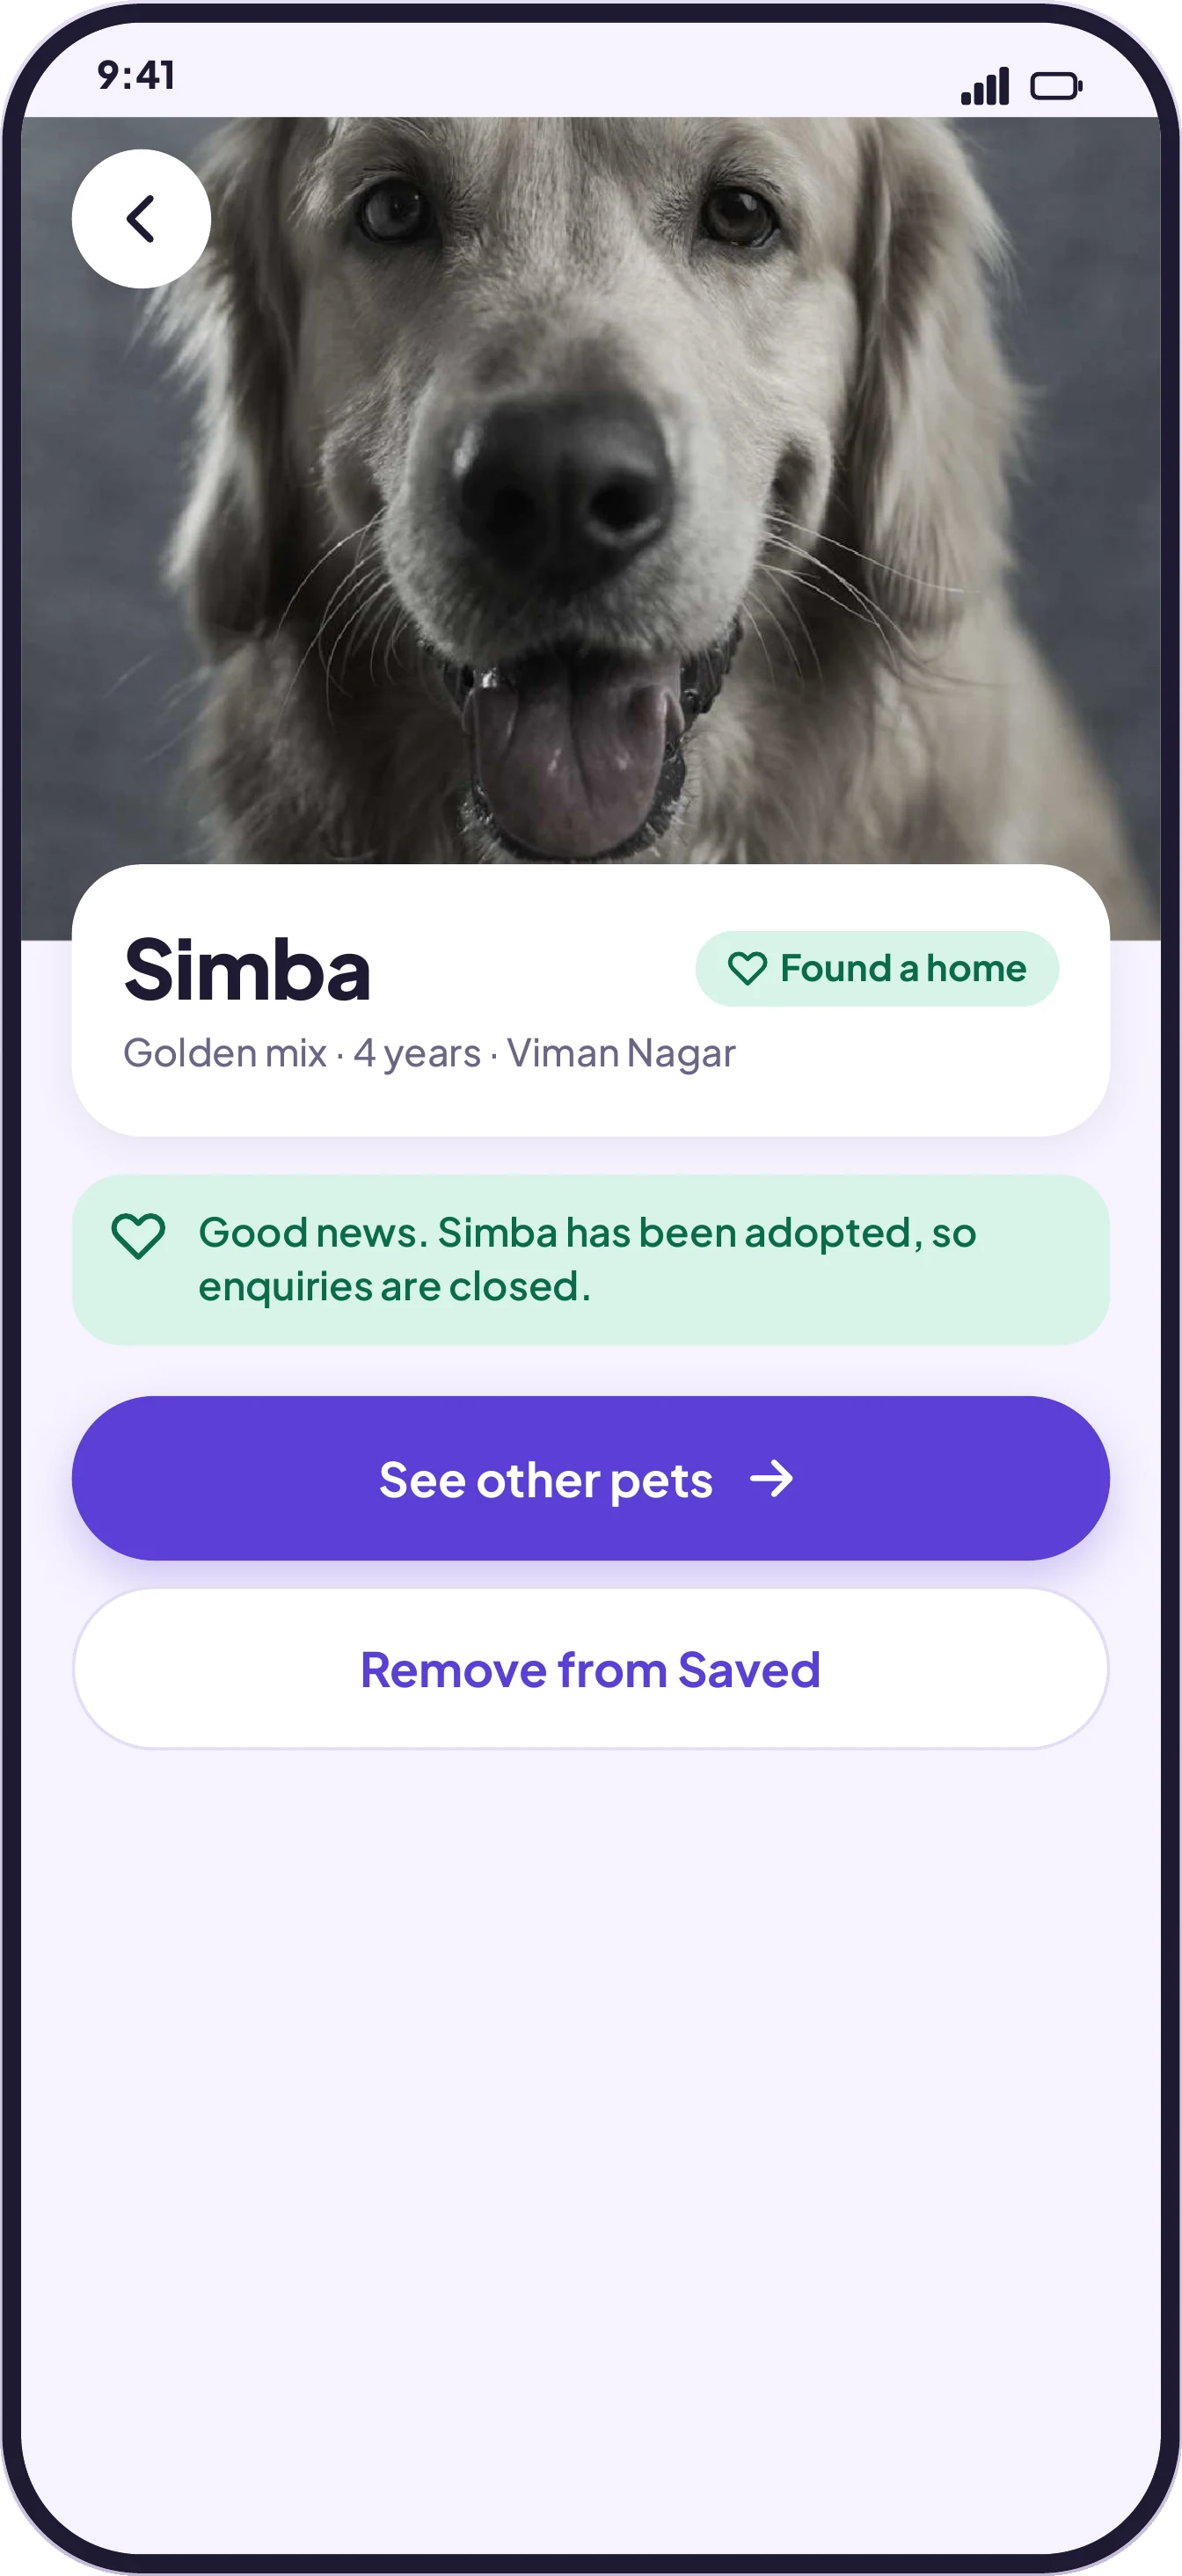 9:41
Simba
Found a home
Golden mix · 4 years · Viman Nagar
Good news. Simba has been adopted, so
enquiries are closed.
See other pets
Remove from Saved